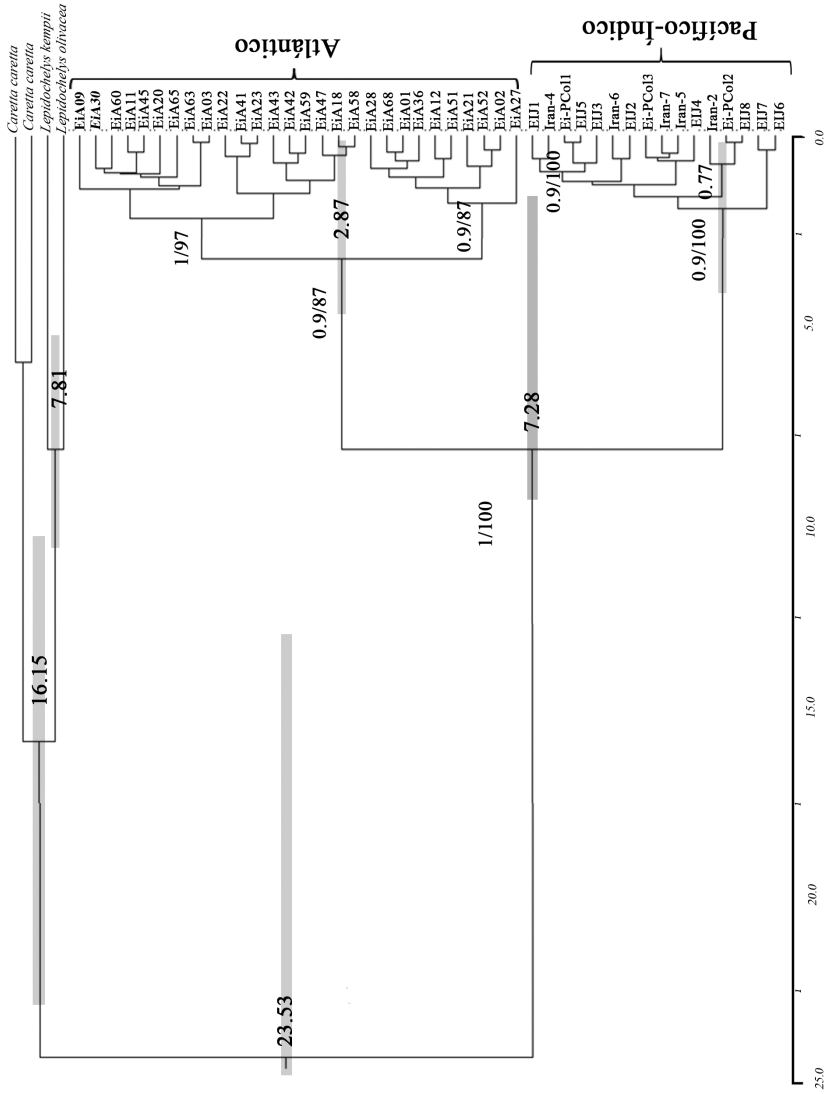 Caretta caretta
Caretta caretta
Lepidochelys kempii
Lepidochelys olivacea
EiA09
EiA30
EiA60
EiA11
EiA45
EiA20
EiA65
EiA63
EiA03
EiA22
EiA41
EiA23
EiA43
EiA42
EiA59
EiA47
EiA18
EiA58
EiA28
EiA68
EiA01
EiA36
EiA12
EiA51
EiA21
EiA52
EiA02
EiA27
EIJ1
Iran-4
Ei-PCol1
EIJ5
EIJ3
Iran-6
EIJ2
Ei-PCol3
Iran-7
Iran-5
EIJ4
Iran-2
Ei-PCol2
EIJ8
EIJ7
EIJ6
Atlántico
Pacífico-Índico
7.81
16.15
23.53
1/97
2.87
0.9/87
0.9/87
7.28
1/100
0.9/100
0.77
0.9/100
0.0
1
5.0
1
10.0
1
15.0
1
20.0
1
25.0